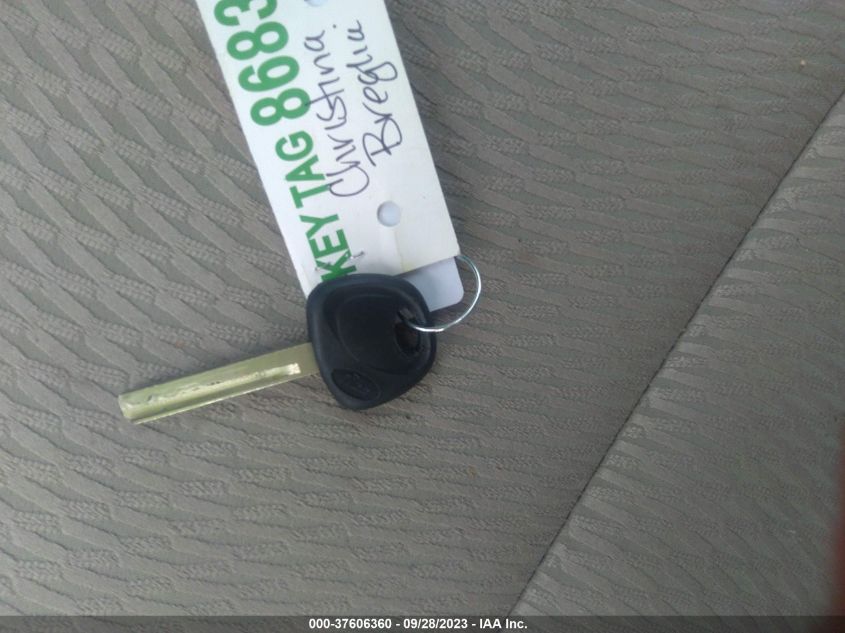 KEY TAG 8683
Christina
Breglia.
000-37606360 - 09/28/2023 - IAA Inc.